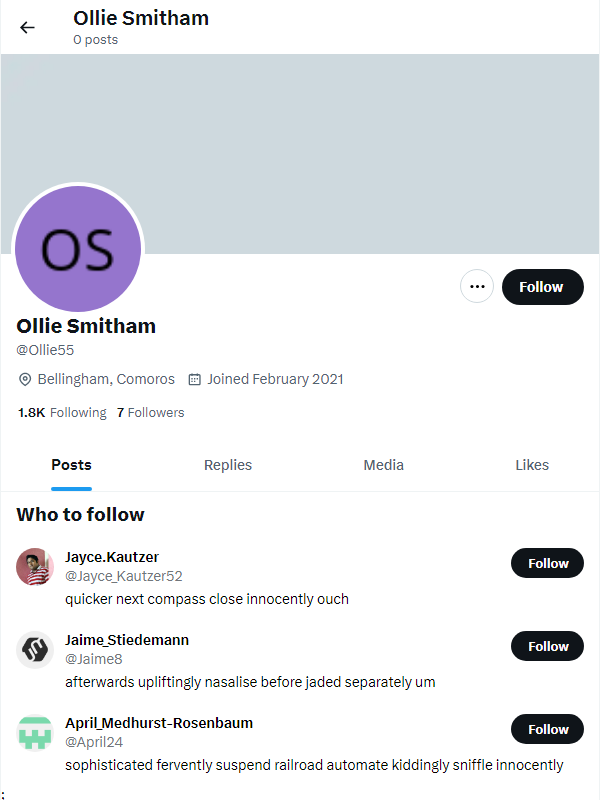 Ollie Smitham
0 posts
OS
Follow
Ollie Smitham
@Ollie55
Bellingham, Comoros Joined February 2021
1.8K Following 7 Followers
Posts Replies Media Likes
Who to follow
Jayce.Kautzer
@Jayce_Kautzer52
Follow
quicker next compass close innocently ouch
Jaime_Stiedemann
@Jaime8
Follow
afterwards upliftingly nasalise before jaded separately um
April_Medhurst-Rosenbaum
@April24
Follow
sophisticated fervently suspend railroad automate kiddingly sniffle innocently
;